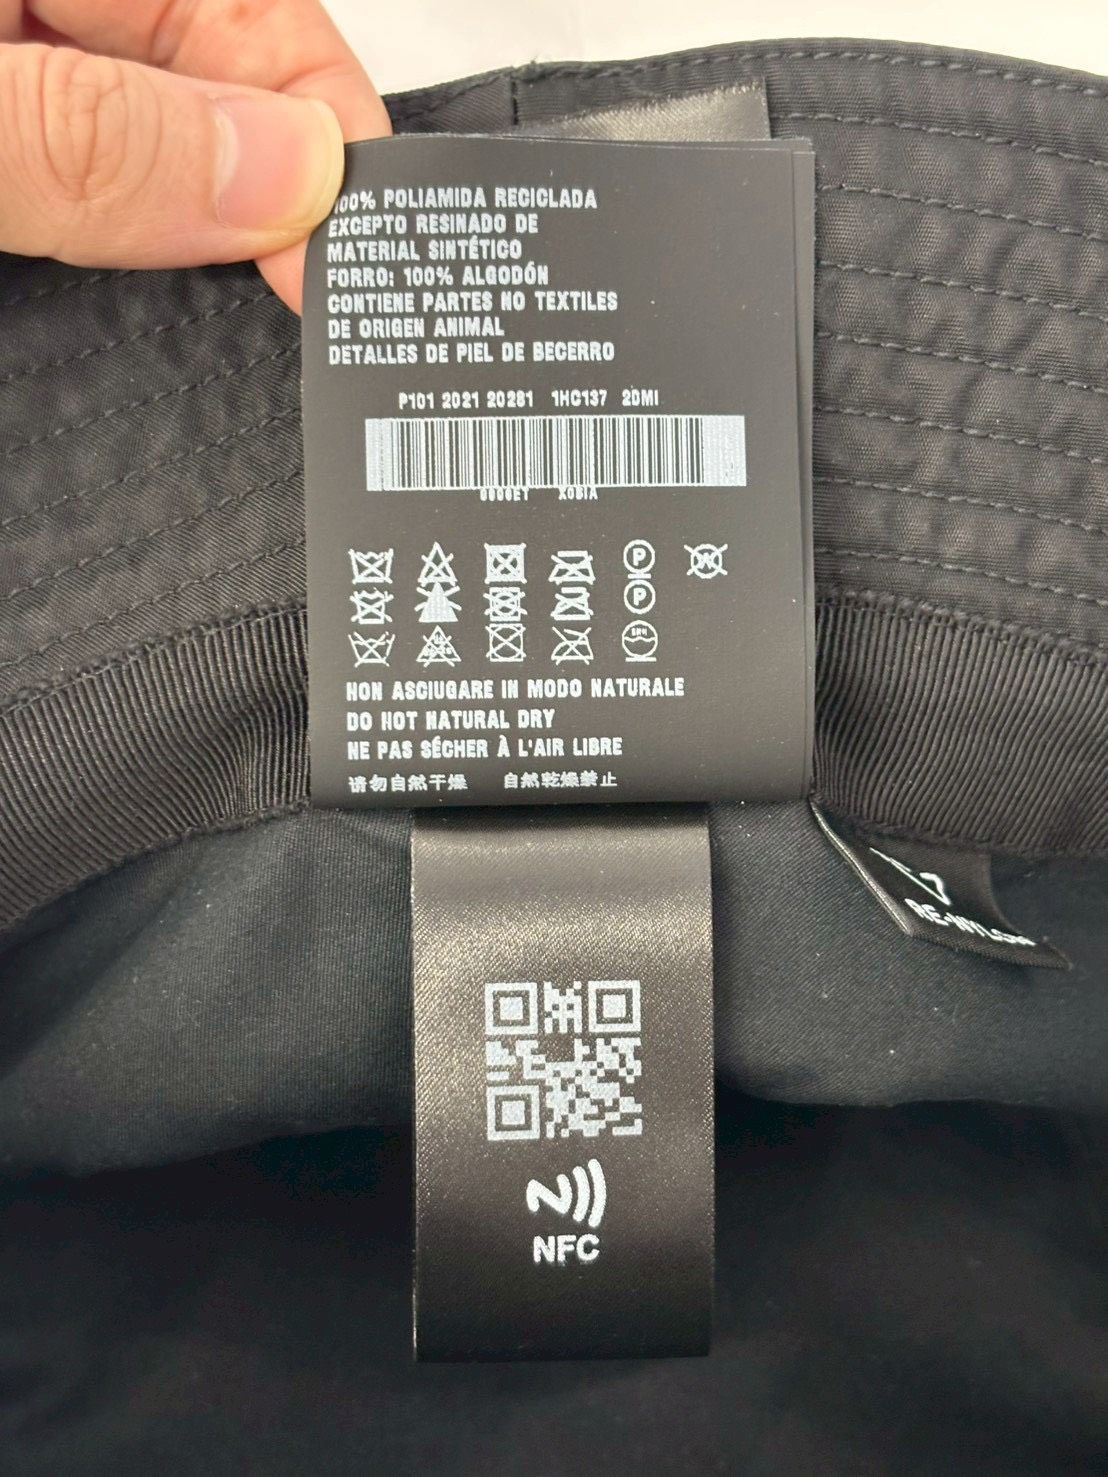 100% POLIAMIDA RECICLADA
EXCEPTO RESINADO DE
MATERIAL SINTÉTICO
FORRO: 100% ALGODÓN
CONTIENE PARTES NO TEXTILES
DE ORIGEN ANIMAL
DETALLES DE PIEL DE BECERRO
P101 2021 20281 1HC137 2DMI
P W
P
NON ASCIUGARE IN MODO NATURALE
DO NOT NATURAL DRY
NE PAS SÉCHER À L'AIR LIBRE
请勿自然干燥 自然乾燥禁止
RE-NYLON
NFC